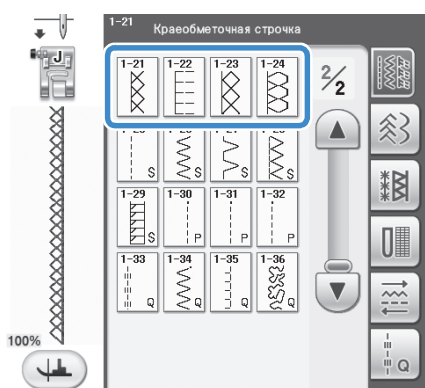 1-21
Краеобметочная строчка
J
1-21 1-22 1-23 1-24
2/2
S S S S
1-29 1-30 1-31 1-32
S P P P
1-33 1-34 1-35 1-36
Q Q Q Q
Q
100%